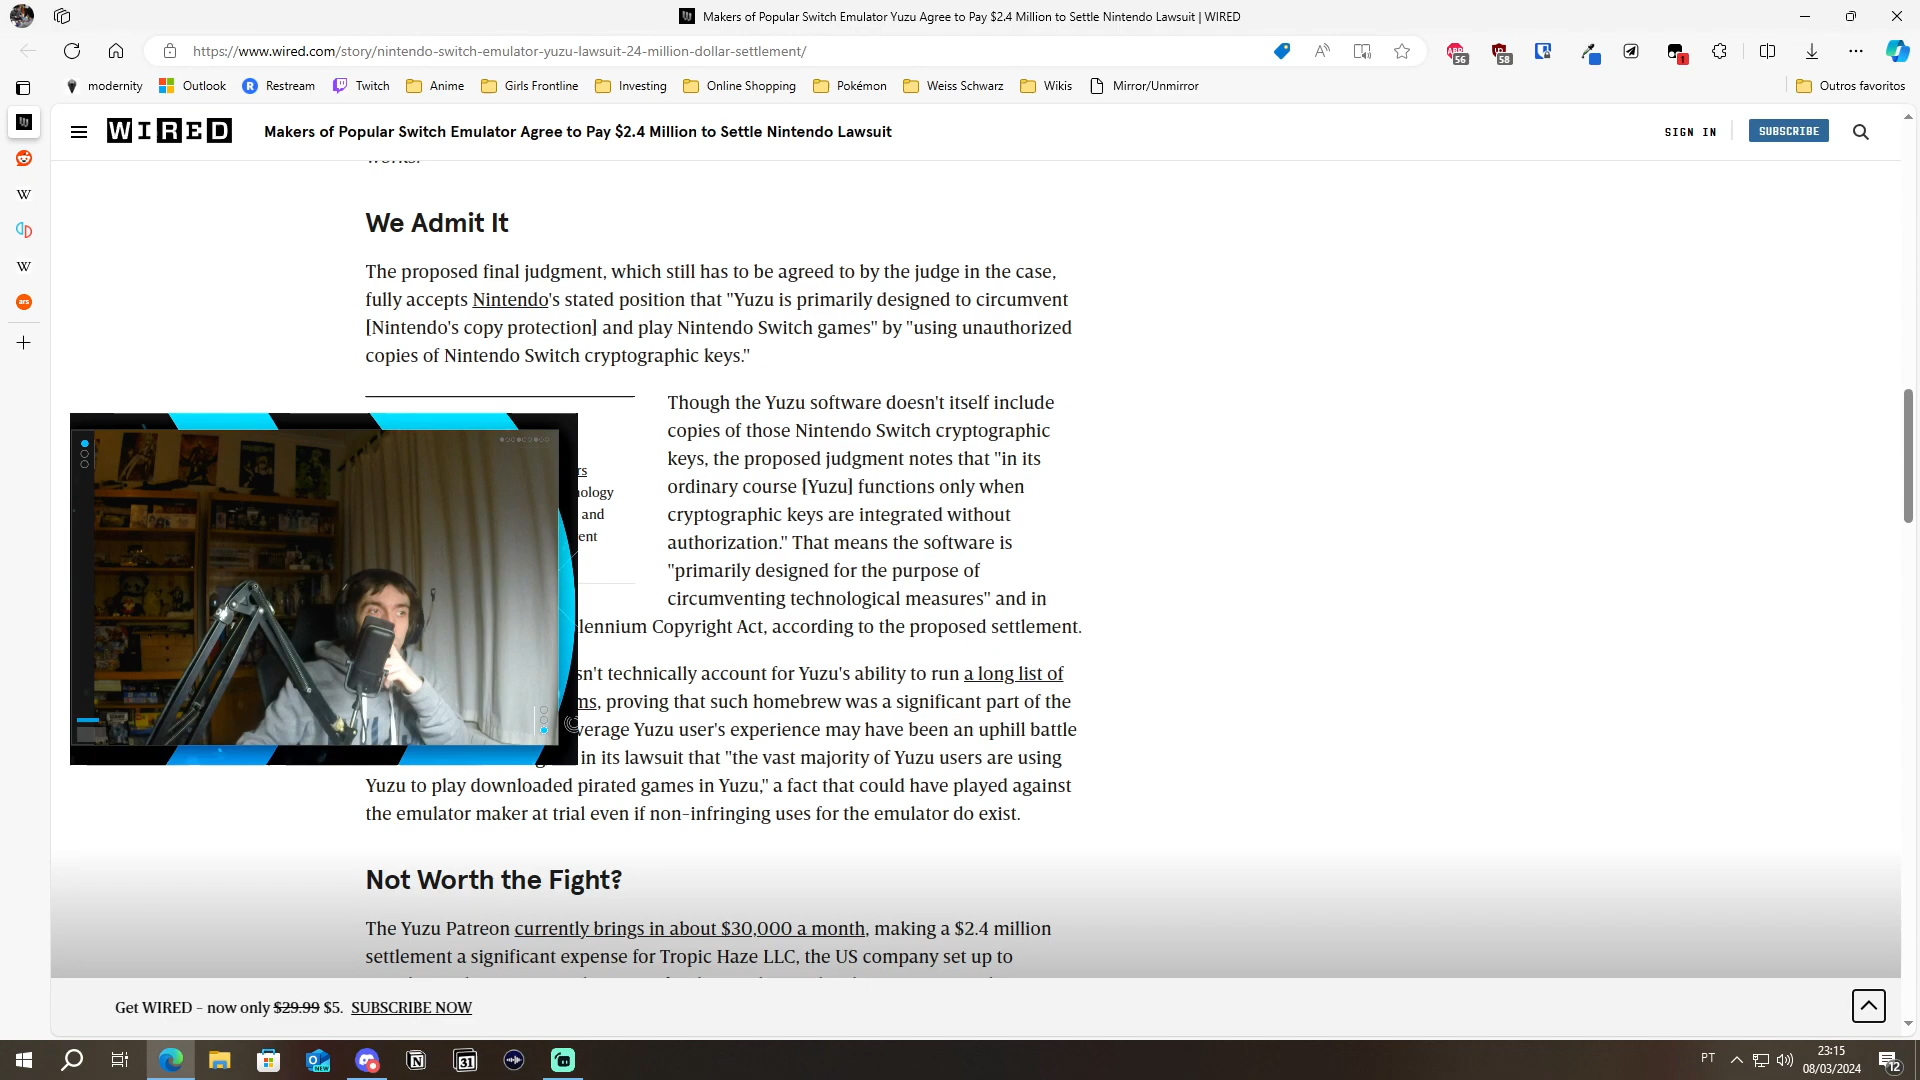 Makers of Popular Switch Emulator Yuzu Agree to Pay $2.4 Million to Settle Nintendo Lawsuit | WIRED
https://www.wired.com/story/nintendo-switch-emulator-yuzu-lawsuit-24-million-dollar-settlement/
56
58
1
modernity Outlook Restream Twitch Anime Girls Frontline Investing Online Shopping Pokémon Weiss Schwarz Wikis Mirror/Unmirror Outros favoritos
WIRED Makers of Popular Switch Emulator Agree to Pay $2.4 Million to Settle Nintendo Lawsuit SIGN IN SUBSCRIBE
works.
We Admit It
The proposed final judgment, which still has to be agreed to by the judge in the case,
fully accepts Nintendo's stated position that "Yuzu is primarily designed to circumvent
[Nintendo's copy protection] and play Nintendo Switch games" by "using unauthorized
copies of Nintendo Switch cryptographic keys."
rs
ology
and
ent
Though the Yuzu software doesn't itself include
copies of those Nintendo Switch cryptographic
keys, the proposed judgment notes that "in its
ordinary course [Yuzu] functions only when
cryptographic keys are integrated without
authorization." That means the software is
"primarily designed for the purpose of
circumventing technological measures" and in
lennium Copyright Act, according to the proposed settlement.
sn't technically account for Yuzu's ability to run a long list of
ms, proving that such homebrew was a significant part of the
verage Yuzu user's experience may have been an uphill battle
in its lawsuit that "the vast majority of Yuzu users are using
Yuzu to play downloaded pirated games in Yuzu," a fact that could have played against
the emulator maker at trial even if non-infringing uses for the emulator do exist.
Not Worth the Fight?
The Yuzu Patreon currently brings in about $30,000 a month, making a $2.4 million
settlement a significant expense for Tropic Haze LLC, the US company set up to
Get WIRED - now only $29.99 $5. SUBSCRIBE NOW
PT
23:15
08/03/2024
12